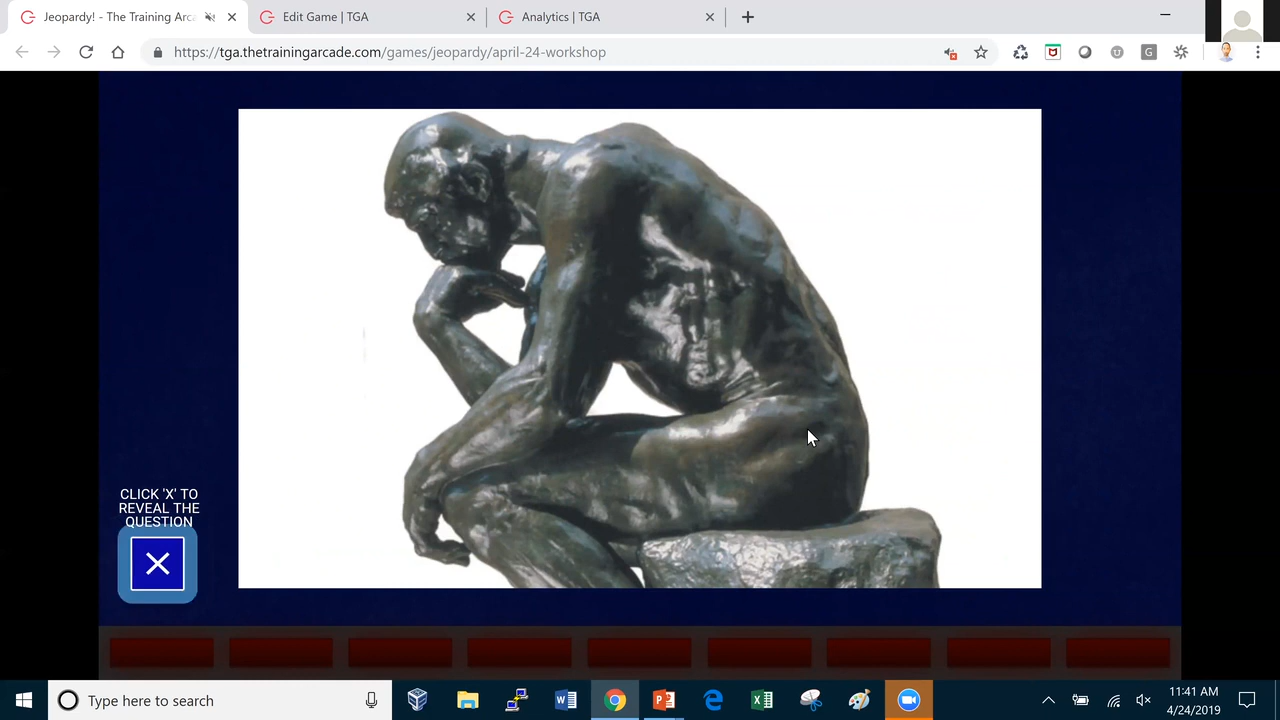 Jeopardy! - The Training Arca
Edit Game | TGA
Analytics | TGA
https://tga.thetrainingarcade.com/games/jeopardy/april-24-workshop
CLICK 'X' TO
REVEAL THE
QUESTION
Type here to search
11:41 AM
4/24/2019